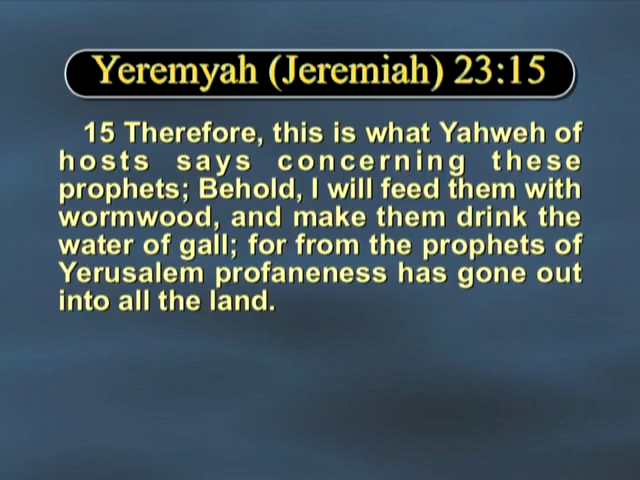 Yeremyah (Jeremiah) 23:15
15 Therefore, this is what Yahweh of
hosts says concerning these
prophets; Behold, I will feed them with
wormwood, and make them drink the
water of gall; for from the prophets of
Yerusalem profaneness has gone out
into all the land.